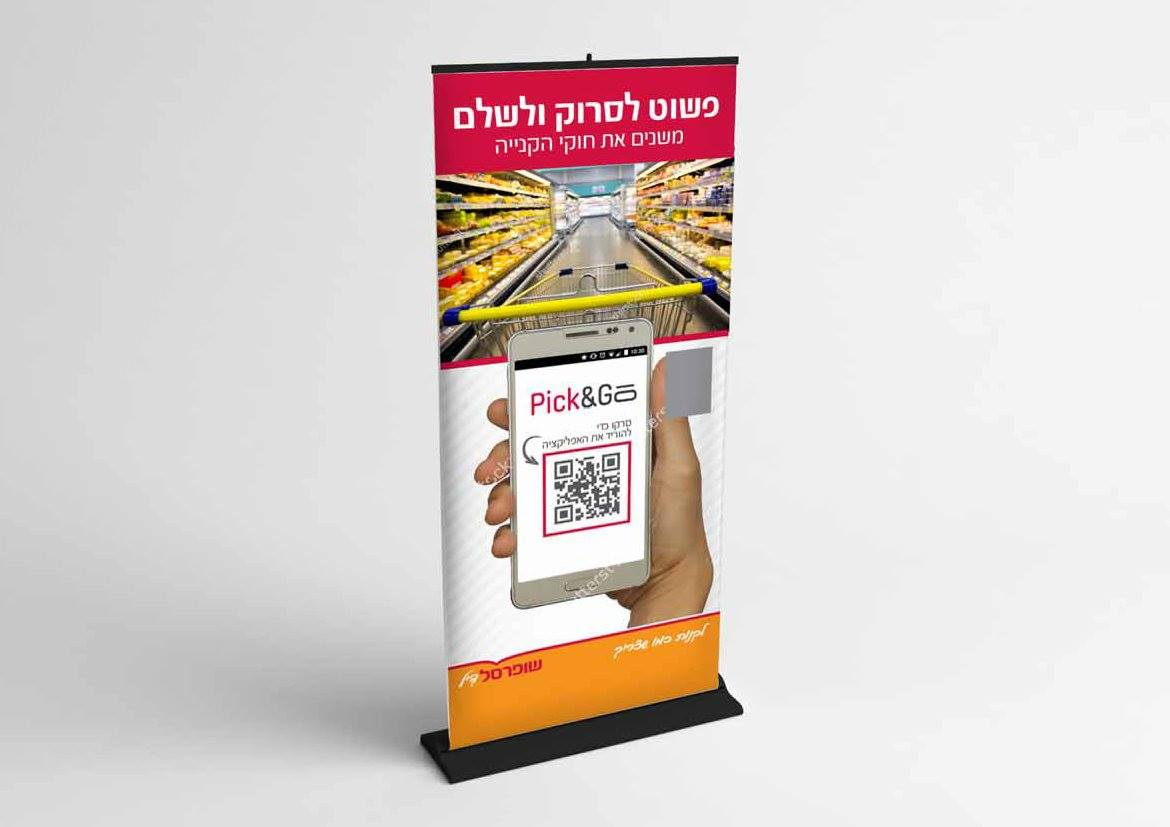 פשוט לסרוק ולשלם
משנים את חוקי הקנייה
10:30
Pick&Go
סרקו כדי
להוריד את האפליקציה
לקנות כמו שצריך
שופרסל דיל